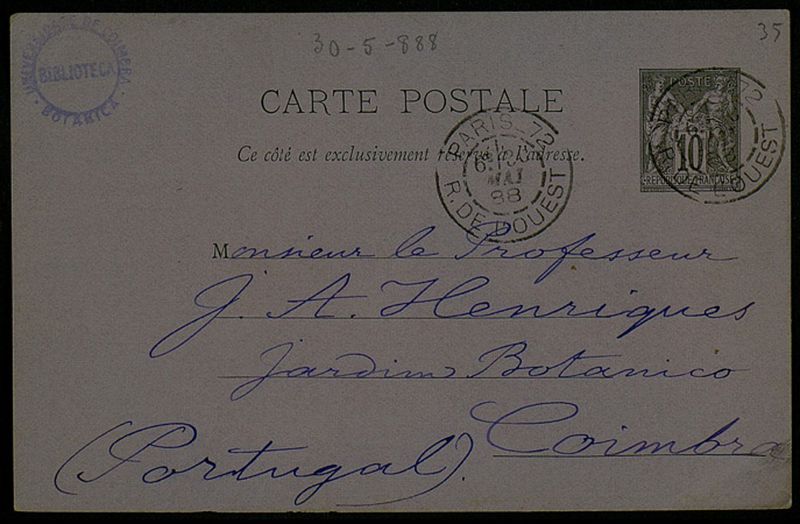 35
30-5-888
UNIVERSIDADE DE COIMBRA
BIBLIOTECA
BOTANICA
POSTE
10
REPUBLIQUE FRANÇAISE
CARTE POSTALE
PARIS 72
MAI
88
R. DE L'OUEST
72
OUEST
Ce côté est exclusivement réservé à l'adresse.
Monsieur le Professeur
J. A. Henriques
Jardim Botanico
Coimbra
(Portugal).